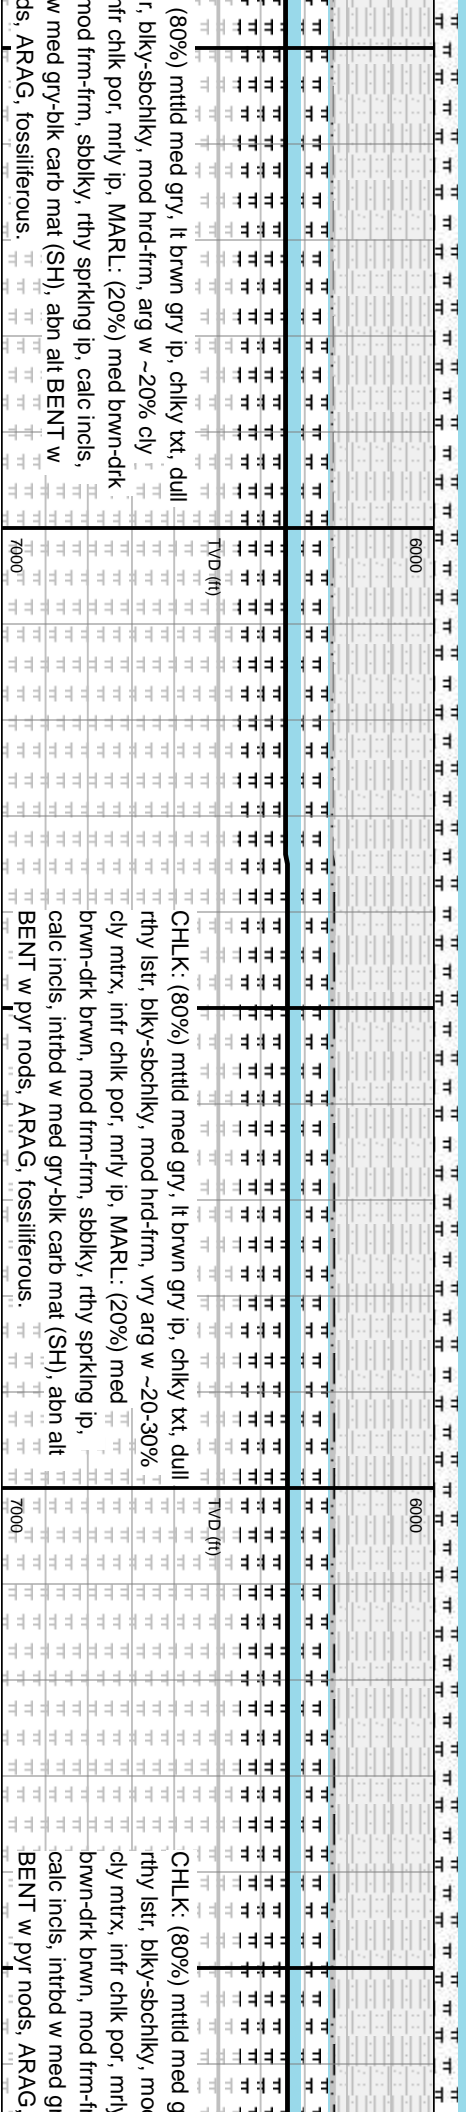 (80%) mttld med gry, lt brwn gry ip, chlky txt, dull
r, blky-sbchlky, mod hrd-frm, arg w ~20% cly
nfr chlk por, mrly ip, MARL: (20%) med brwn-drk
mod frm-frm, sbblky, rthy sprklng ip, calc incls,
w med gry-blk carb mat (SH), abn alt BENT w
ds, ARAG, fossiliferous.
6000
TVD (ft)
7000
CHLK: (80%) mttld med gry, lt brwn gry ip, chlky txt, dull
rthy lstr, blky-sbchlky, mod hrd-frm, vry arg w ~20-30%
cly mtrx, infr chlk por, mrly ip, MARL: (20%) med
brwn-drk brwn, mod frm-frm, sbblky, rthy sprklng ip,
calc incls, intrbd w med gry-blk carb mat (SH), abn alt
BENT w pyr nods, ARAG, fossiliferous.
6000
TVD (ft)
7000
CHLK: (80%) mttld med g
rthy lstr, blky-sbchlky, mod
cly mtrx, infr chlk por, mrly
brwn-drk brwn, mod frm-fr
calc incls, intrbd w med gr
BENT w pyr nods, ARAG,